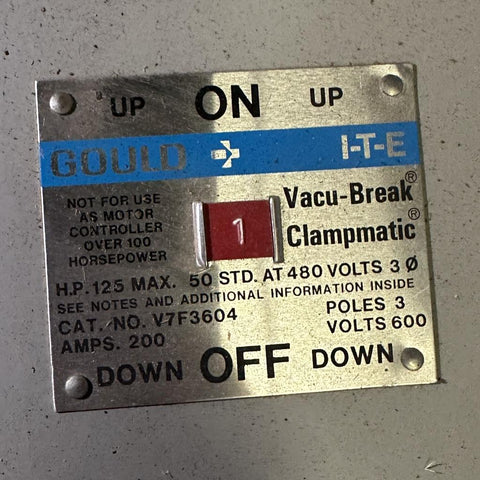 UP ON UP
GOULD I-T-E
NOT FOR USE
AS MOTOR
CONTROLLER
OVER 100
HORSEPOWER
1
Vacu-Break®
Clampmatic®
H.P. 125 MAX. 50 STD. AT 480 VOLTS 3 Ø
SEE NOTES AND ADDITIONAL INFORMATION INSIDE
CAT. NO. V7F3604
POLES 3
AMPS. 200
VOLTS 600
DOWN OFF DOWN